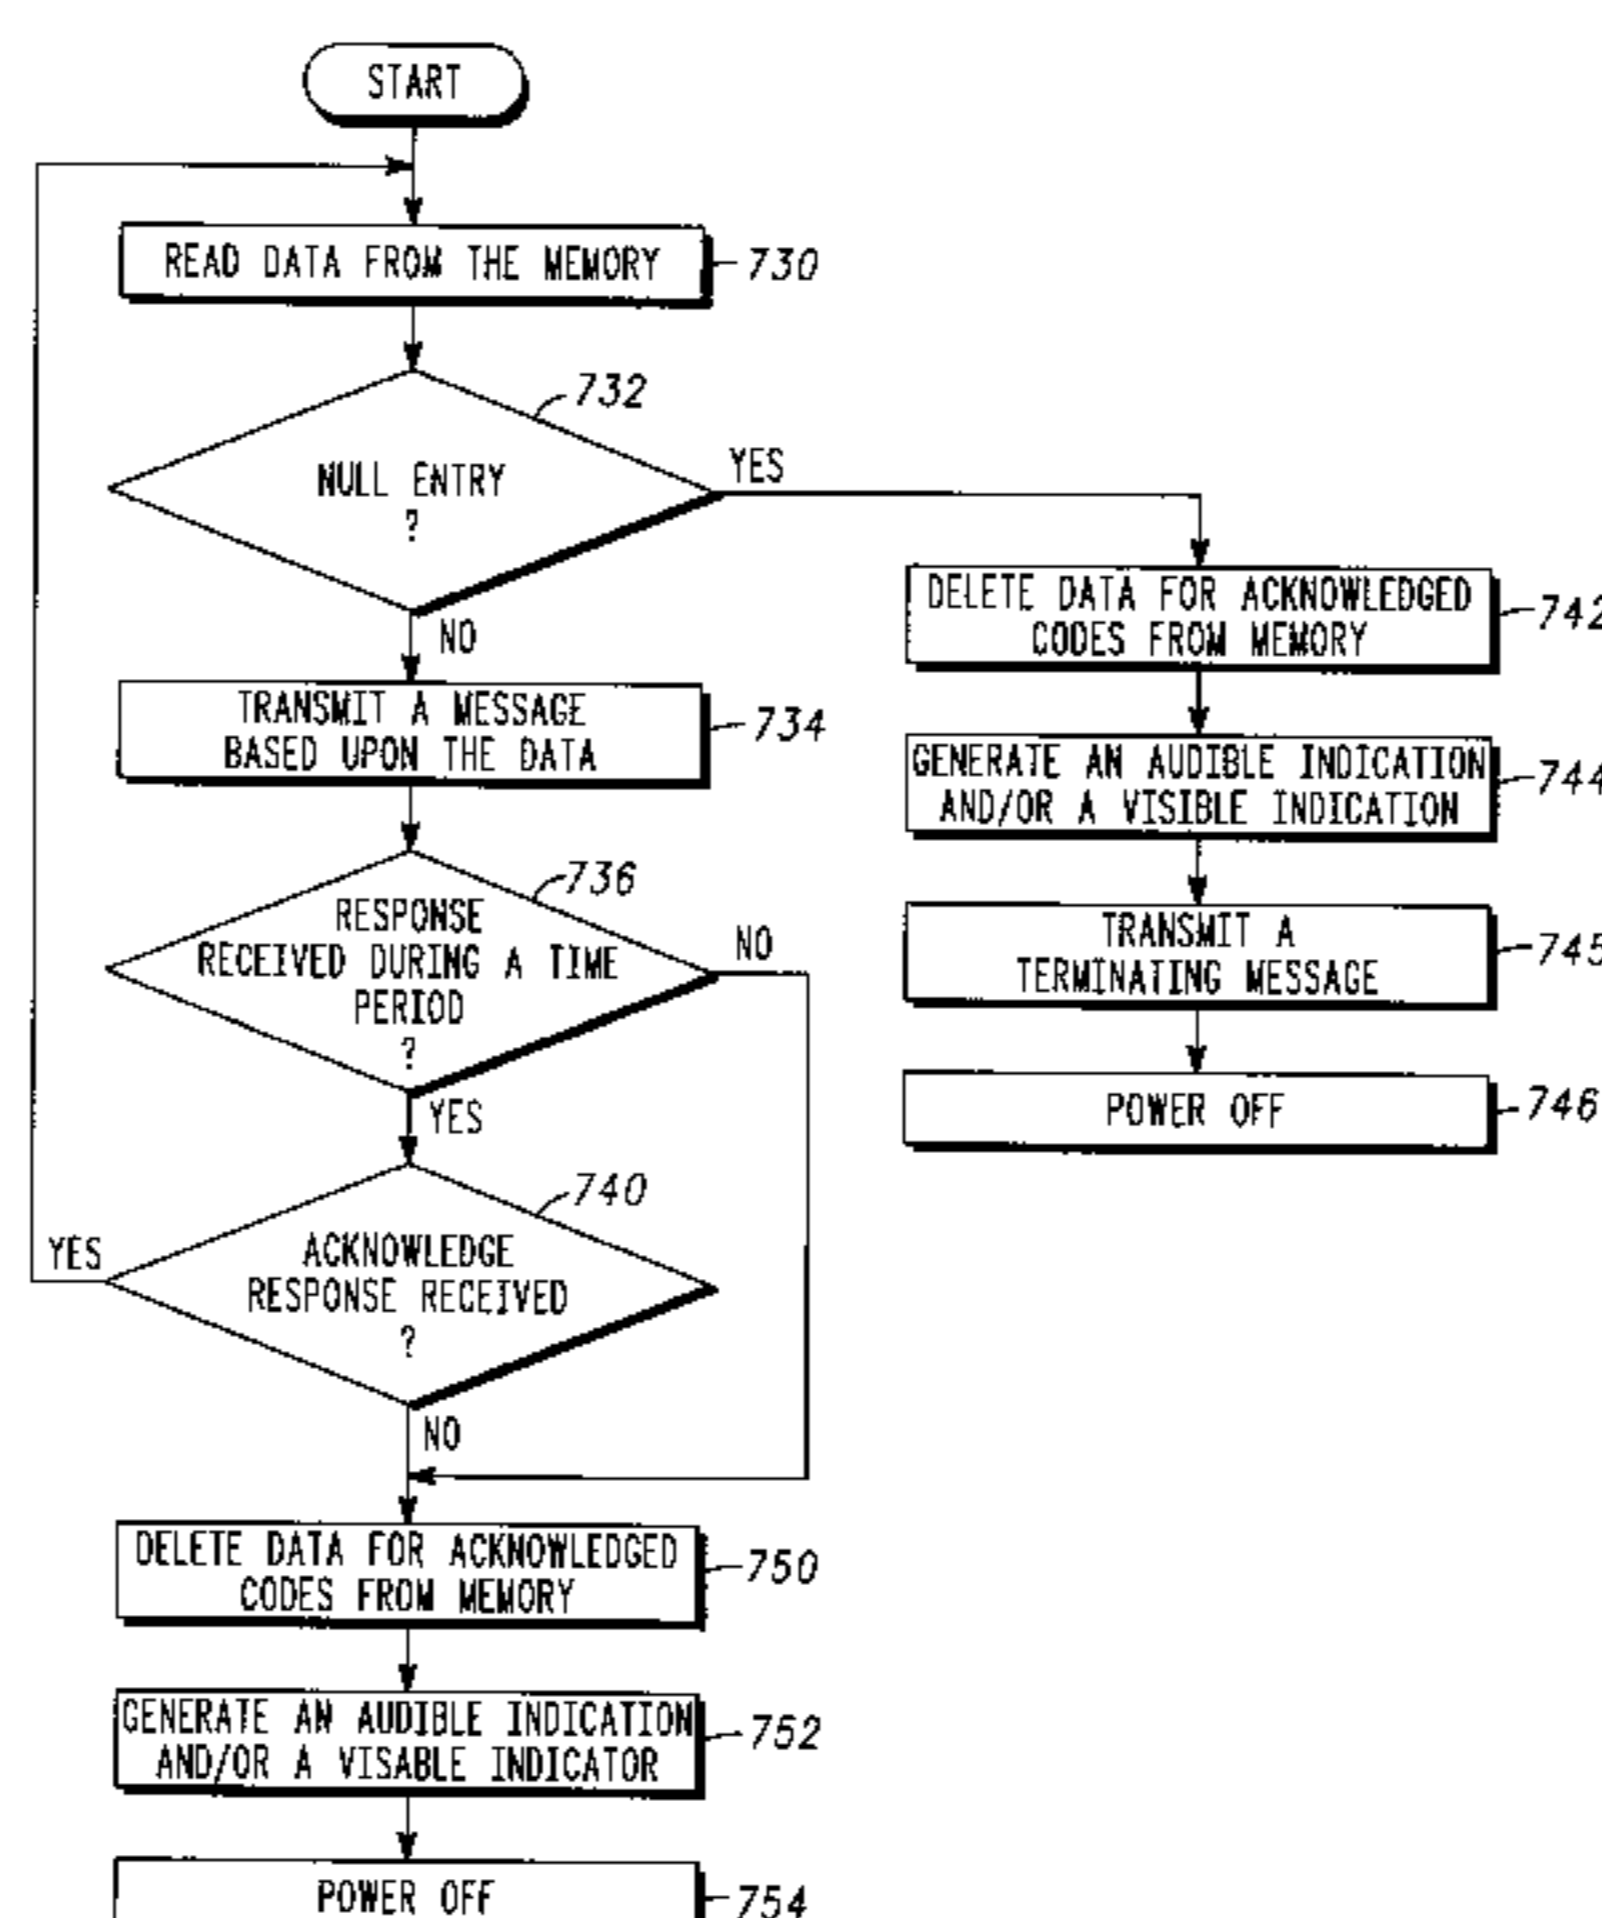 START
READ DATA FROM THE MEMORY
730
732
NULL ENTRY
?
YES
NO
TRANSMIT A MESSAGE
BASED UPON THE DATA
734
736
RESPONSE
RECEIVED DURING A TIME
PERIOD
?
NO
YES
740
ACKNOWLEDGE
RESPONSE RECEIVED
?
YES
NO
DELETE DATA FOR ACKNOWLEDGED
CODES FROM MEMORY
750
GENERATE AN AUDIBLE INDICATION
AND/OR A VISABLE INDICATOR
752
POWER OFF
754
DELETE DATA FOR ACKNOWLEDGED
CODES FROM MEMORY
742
GENERATE AN AUDIBLE INDICATION
AND/OR A VISIBLE INDICATION
744
TRANSMIT A
TERMINATING MESSAGE
745
POWER OFF
746